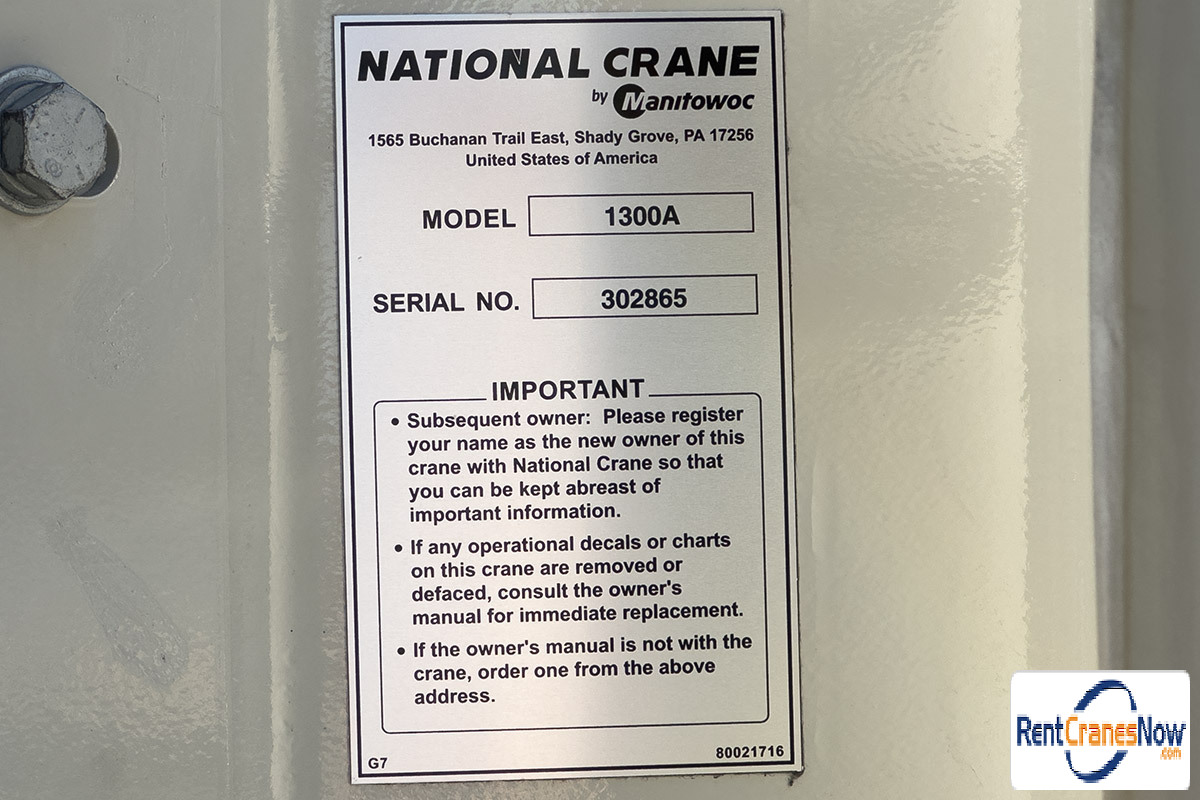 NATIONAL CRANE
by Manitowoc
1565 Buchanan Trail East, Shady Grove, PA 17256
United States of America
MODEL 1300A
SERIAL NO. 302865
IMPORTANT
• Subsequent owner: Please register
your name as the new owner of this
crane with National Crane so that
you can be kept abreast of
important information.
• If any operational decals or charts
on this crane are removed or
defaced, consult the owner's
manual for immediate replacement.
• If the owner's manual is not with the
crane, order one from the above
address.
G7 80021716
RentCranesNow
.com